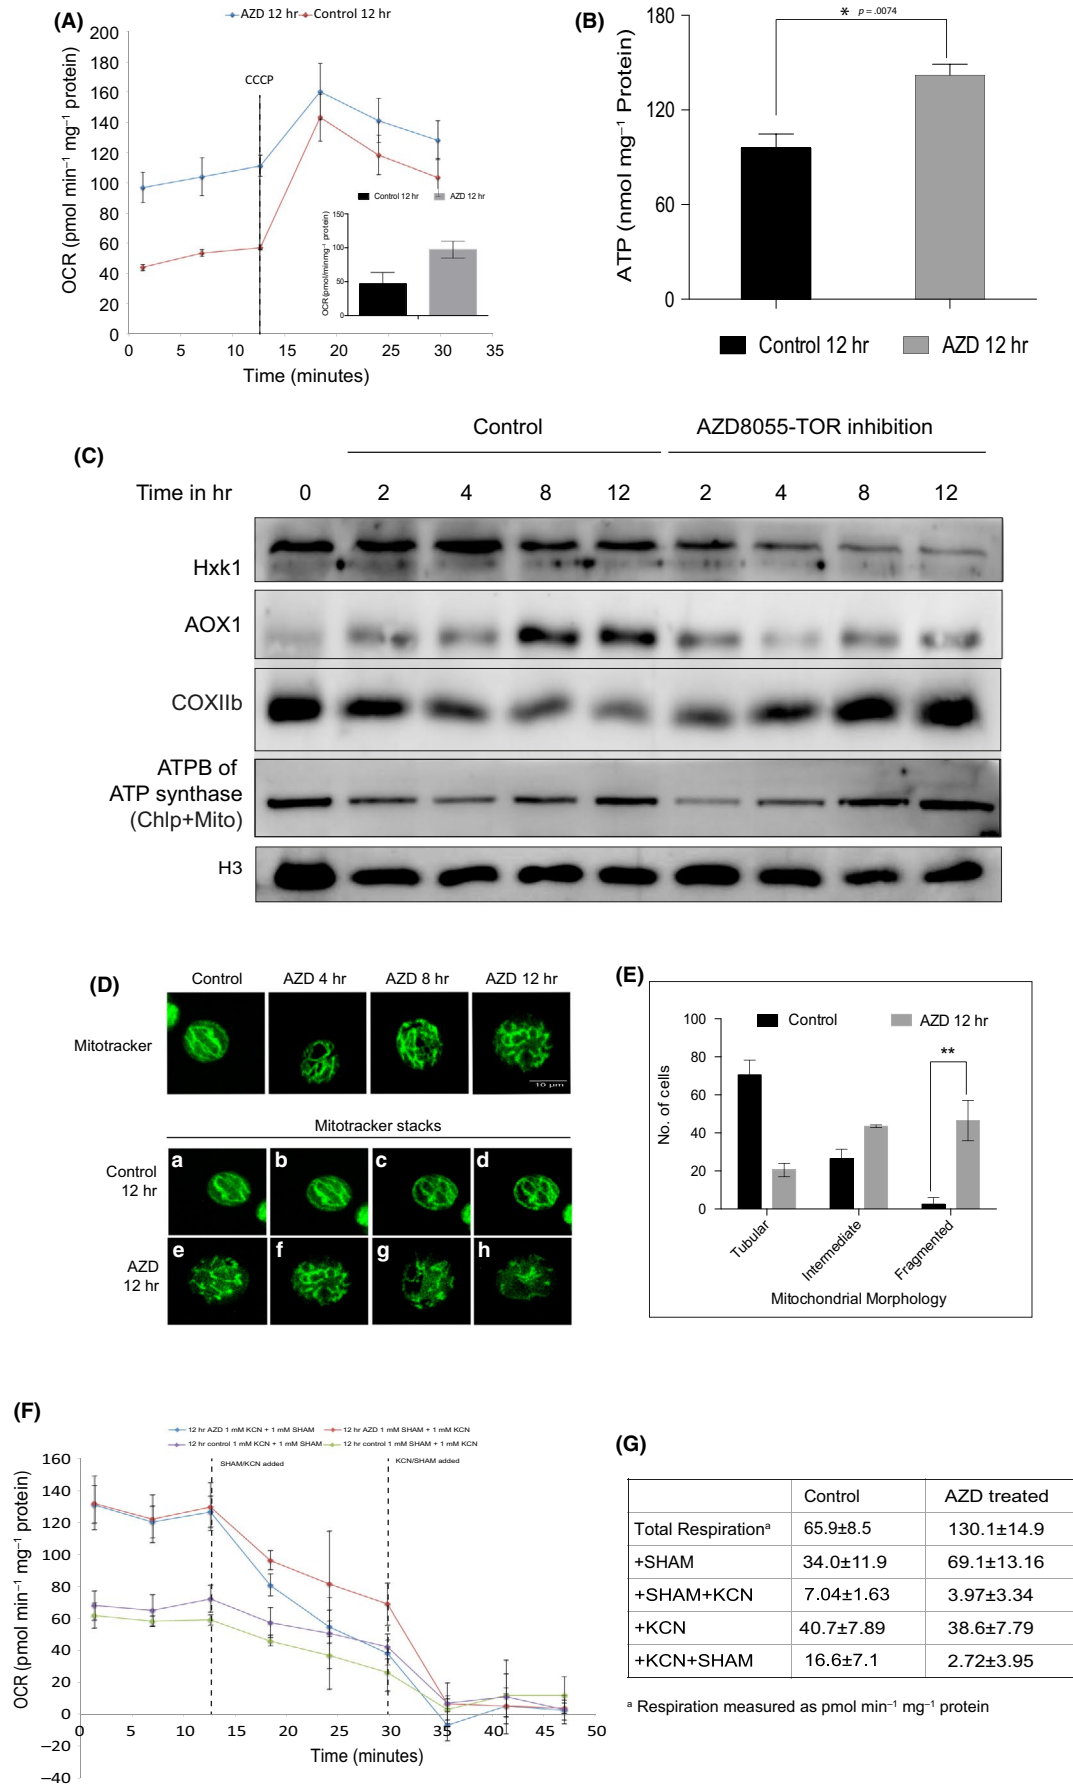 (A)
AZD 12 hr Control 12 hr
OCR (pmol min⁻¹ mg⁻¹ protein)
200
180
160
140
120
100
80
60
40
20
0
CCCP
Control 12 hr AZD 12 hr
OCR(pmol/min/mg protein)
150
100
50
0
0 5 10 15 20 25 30 35
Time (minutes)
(B)
ATP (nmol mg⁻¹ Protein)
180
120
60
0
* p = .0074
Control 12 hr AZD 12 hr
(C)
Control AZD8055-TOR inhibition
Time in hr 0 2 4 8 12 2 4 8 12
Hxk1
AOX1
COXIIb
ATPB of
ATP synthase
(Chlp+Mito)
H3
(D)
Control AZD 4 hr AZD 8 hr AZD 12 hr
Mitotracker
10 µm
Mitotracker stacks
Control
12 hr
a b c d
AZD
12 hr
e f g h
(E)
Control AZD 12 hr
No. of cells
100
80
60
40
20
0
**
Tubular
Intermediate
Fragmented
Mitochondrial Morphology
(F)
12 hr AZD 1 mM KCN + 1 mM SHAM 12 hr AZD 1 mM SHAM + 1 mM KCN
12 hr control 1 mM KCN + 1 mM SHAM 12 hr control 1 mM SHAM + 1 mM KCN
OCR (pmol min⁻¹ mg⁻¹ protein)
160
140
120
100
80
60
40
20
0
−20
−40
SHAM/KCN added
KCN/SHAM added
0 5 10 15 20 25 30 35 40 45 50
Time (minutes)
(G)
Control AZD treated
Total Respirationᵃ 65.9±8.5 130.1±14.9
+SHAM 34.0±11.9 69.1±13.16
+SHAM+KCN 7.04±1.63 3.97±3.34
+KCN 40.7±7.89 38.6±7.79
+KCN+SHAM 16.6±7.1 2.72±3.95
ᵃ Respiration measured as pmol min⁻¹ mg⁻¹ protein